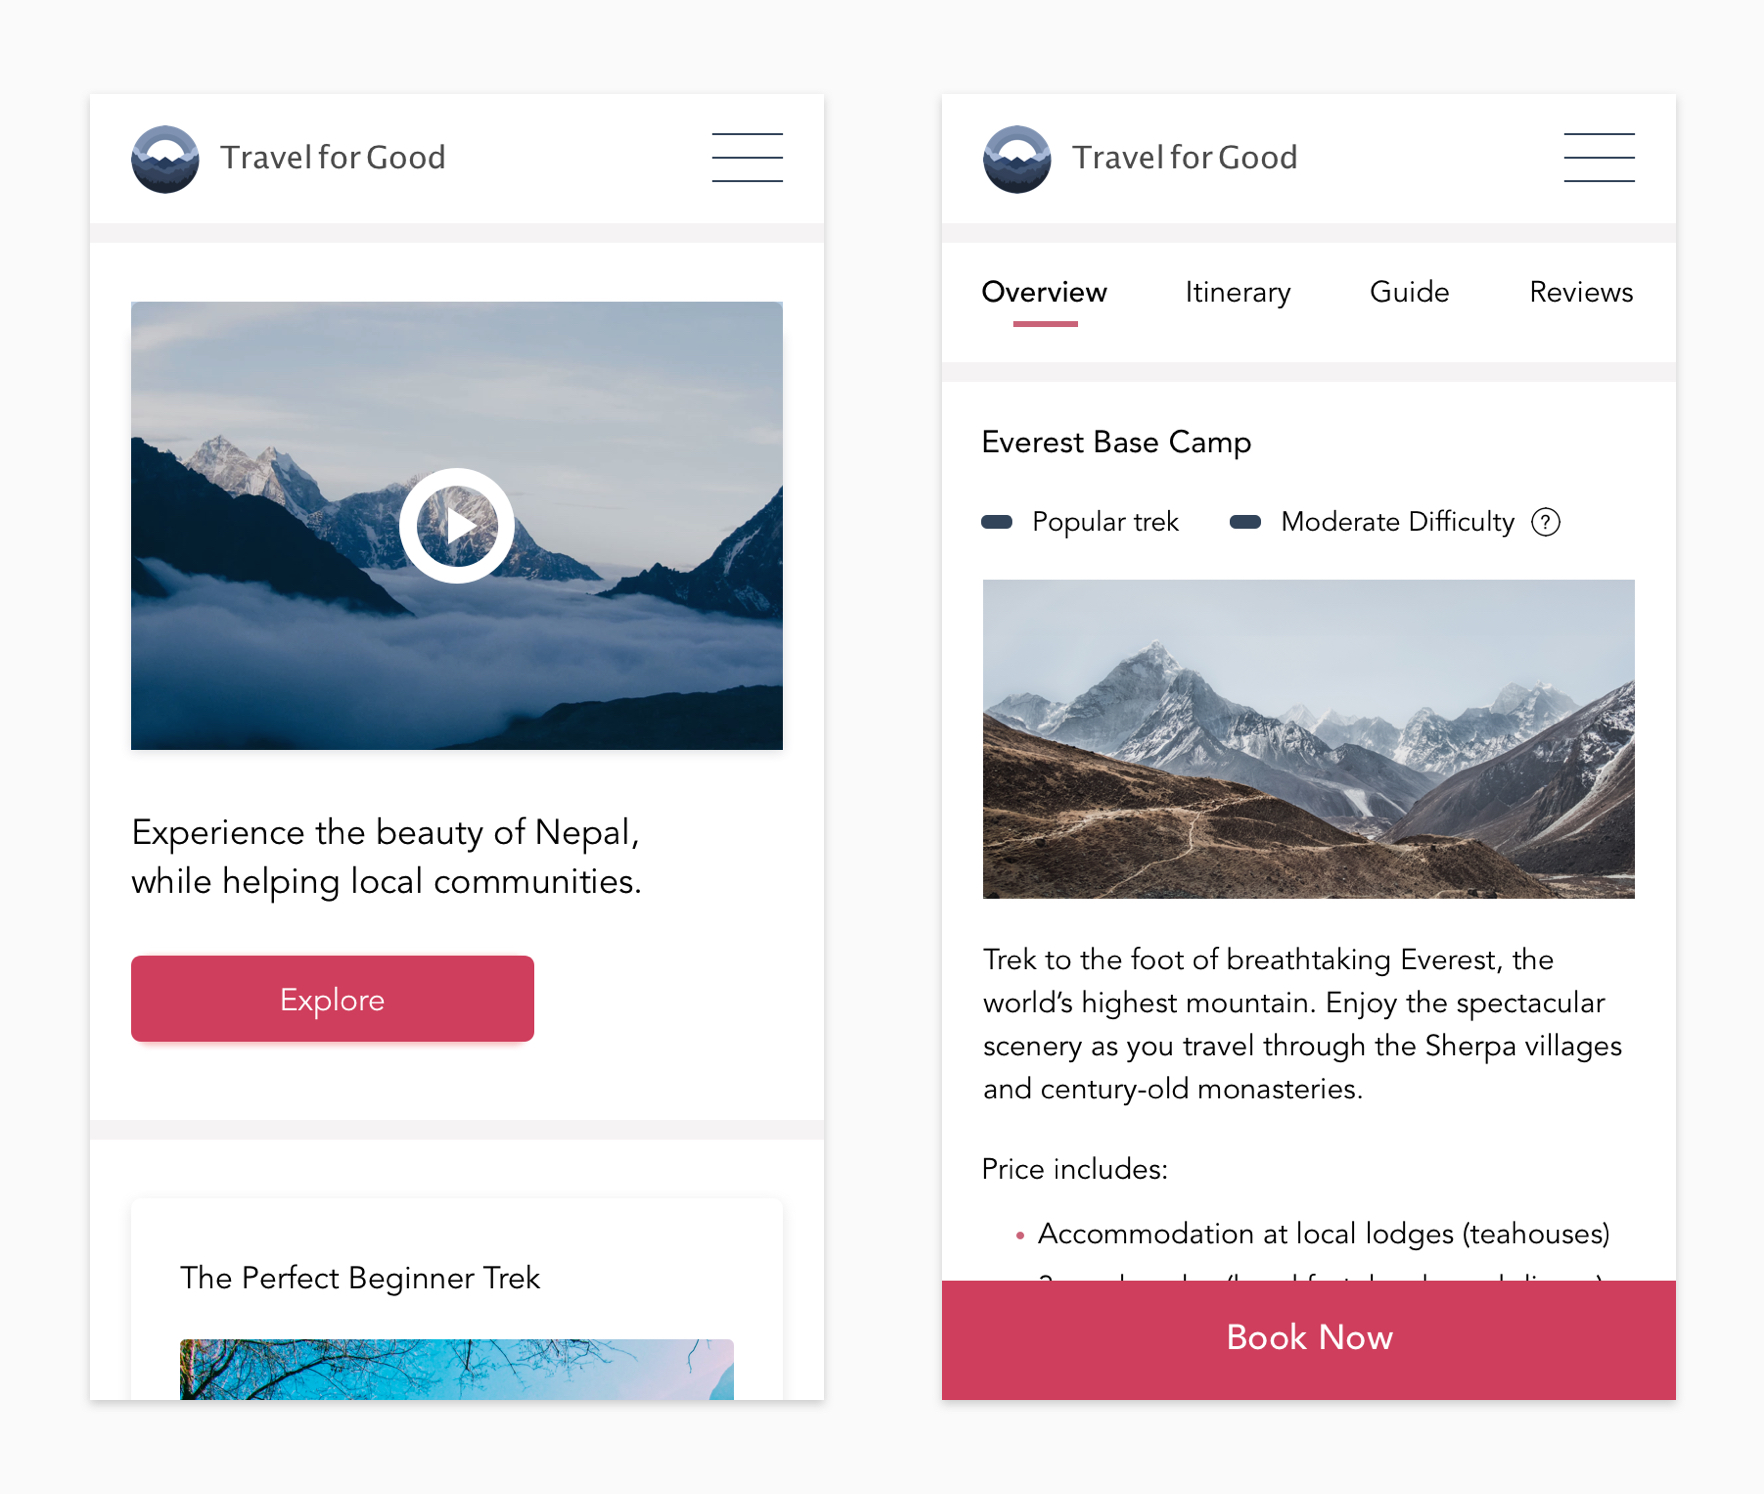 Travel for Good
Experience the beauty of Nepal,
while helping local communities.
Explore
The Perfect Beginner Trek
Travel for Good
Overview Itinerary Guide Reviews
Everest Base Camp
Popular trek Moderate Difficulty ?
Trek to the foot of breathtaking Everest, the
world’s highest mountain. Enjoy the spectacular
scenery as you travel through the Sherpa villages
and century-old monasteries.
Price includes:
• Accommodation at local lodges (teahouses)
Book Now